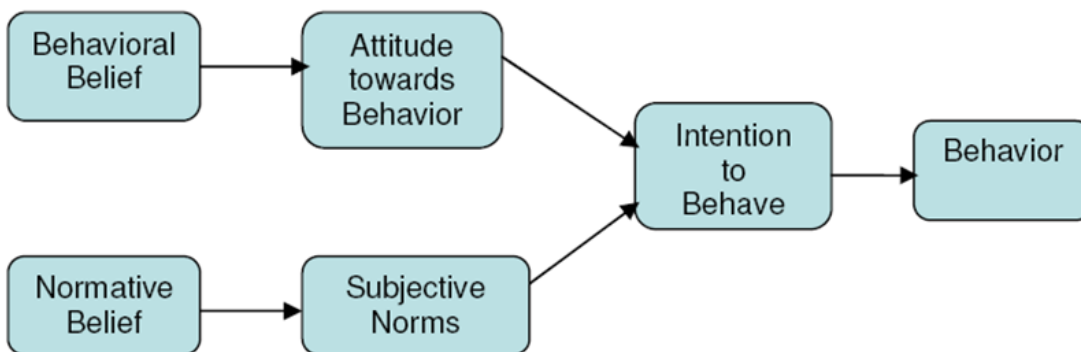 Behavioral
Belief
Attitude
towards
Behavior
Intention
to
Behave
Behavior
Normative
Belief
Subjective
Norms